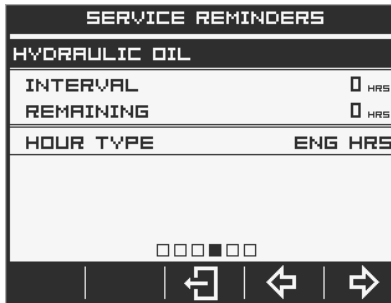 SERVICE REMINDERS
HYDRAULIC OIL
INTERVAL 0 HRS
REMAINING 0 HRS
HOUR TYPE ENG HRS